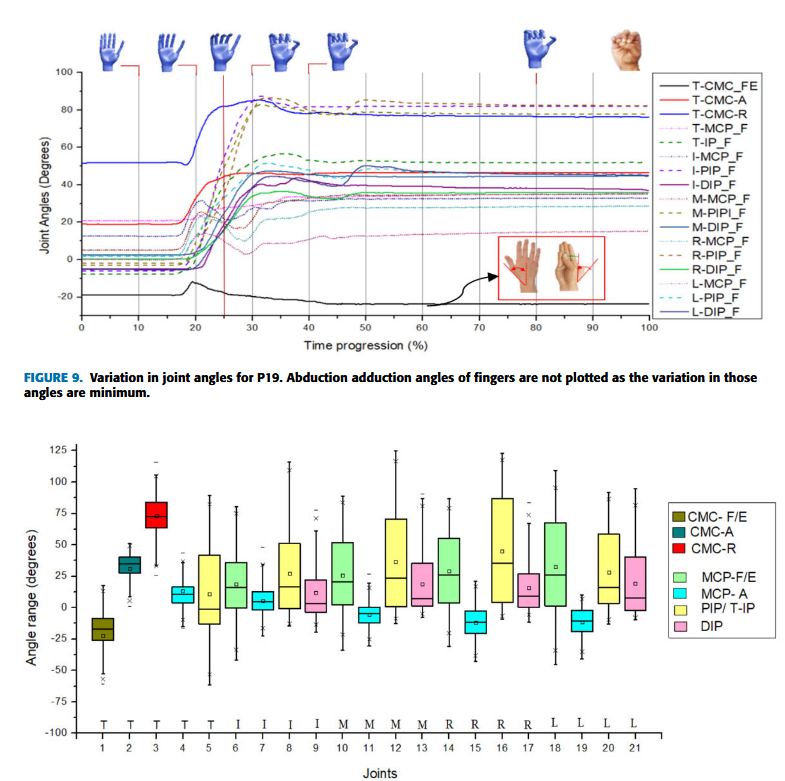 100
80
60
40
20
0
-20
Joint Angles (Degrees)
0 10 20 30 40 50 60 70 80 90 100
Time progression (%)
T-CMC_FE
T-CMC-A
T-CMC-R
T-MCP_F
T-IP_F
I-MCP_F
I-PIP_F
I-DIP_F
M-MCP_F
M-PIPI_F
M-DIP_F
R-MCP_F
R-PIP_F
R-DIP_F
L-MCP_F
L-PIP_F
L-DIP_F
FIGURE 9. Variation in joint angles for P19. Abduction adduction angles of fingers are not plotted as the variation in those
angles are minimum.
125
100
75
50
25
0
-25
-50
-75
-100
Angle range (degrees)
T T T T T I I I I M M M M R R R R L L L L
1 2 3 4 5 6 7 8 9 10 11 12 13 14 15 16 17 18 19 20 21
Joints
CMC- F/E
CMC-A
CMC-R
MCP-F/E
MCP- A
PIP/ T-IP
DIP